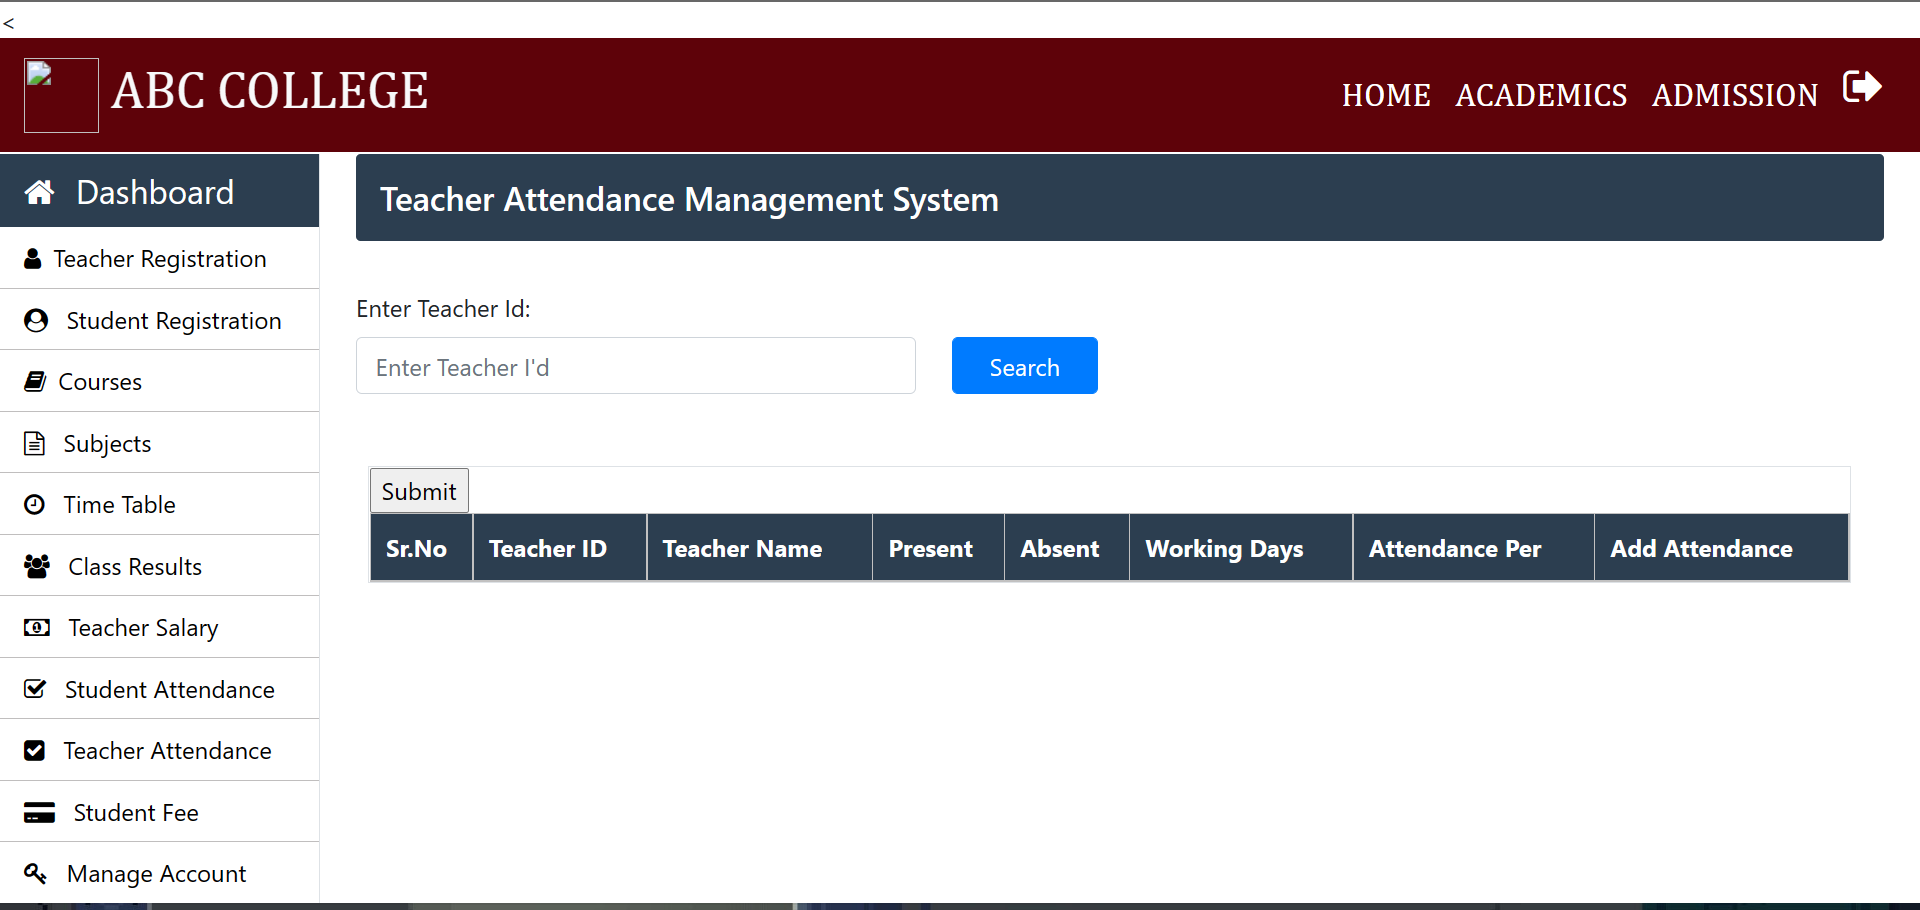 <
ABC COLLEGE
HOME ACADEMICS ADMISSION
Dashboard
Teacher Registration
Student Registration
Courses
Subjects
Time Table
Class Results
Teacher Salary
Student Attendance
Teacher Attendance
Student Fee
Manage Account
Teacher Attendance Management System
Enter Teacher Id:
Enter Teacher I'd
Search
Submit
Sr.No Teacher ID Teacher Name Present Absent Working Days Attendance Per Add Attendance